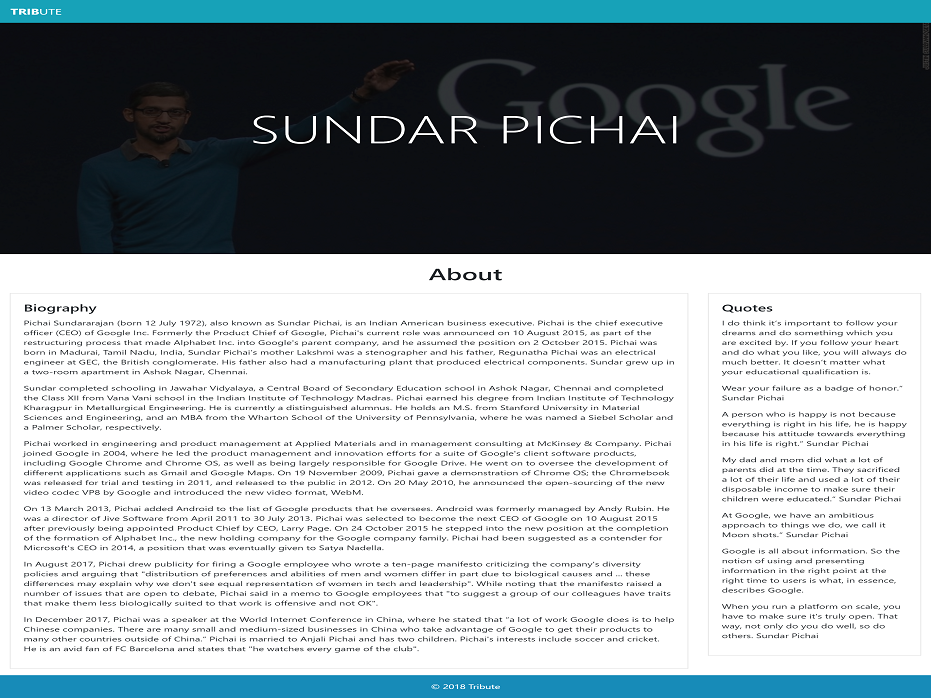 TRIBUTE
Google
SUNDAR PICHAI
About
Biography
Pichai Sundararajan (born 12 July 1972), also known as Sundar Pichai, is an Indian American business executive. Pichai is the chief executive
officer (CEO) of Google Inc. Formerly the Product Chief of Google, Pichai's current role was announced on 10 August 2015, as part of the
restructuring process that made Alphabet Inc. into Google's parent company, and he assumed the position on 2 October 2015. Pichai was
born in Madurai, Tamil Nadu, India, Sundar Pichai's mother Lakshmi was a stenographer and his father, Regunatha Pichai was an electrical
engineer at GEC, the British conglomerate. His father also had a manufacturing plant that produced electrical components. Sundar grew up in
a two-room apartment in Ashok Nagar, Chennai.
Sundar completed schooling in Jawahar Vidyalaya, a Central Board of Secondary Education school in Ashok Nagar, Chennai and completed
the Class XII from Vana Vani school in the Indian Institute of Technology Madras. Pichai earned his degree from Indian Institute of Technology
Kharagpur in Metallurgical Engineering. He is currently a distinguished alumnus. He holds an M.S. from Stanford University in Material
Sciences and Engineering, and an MBA from the Wharton School of the University of Pennsylvania, where he was named a Siebel Scholar and
a Palmer Scholar, respectively.
Pichai worked in engineering and product management at Applied Materials and in management consulting at McKinsey & Company. Pichai
joined Google in 2004, where he led the product management and innovation efforts for a suite of Google's client software products,
including Google Chrome and Chrome OS, as well as being largely responsible for Google Drive. He went on to oversee the development of
different applications such as Gmail and Google Maps. On 19 November 2009, Pichai gave a demonstration of Chrome OS; the Chromebook
was released for trial and testing in 2011, and released to the public in 2012. On 20 May 2010, he announced the open-sourcing of the new
video codec VP8 by Google and introduced the new video format, WebM.
On 13 March 2013, Pichai added Android to the list of Google products that he oversees. Android was formerly managed by Andy Rubin. He
was a director of Jive Software from April 2011 to 30 July 2013. Pichai was selected to become the next CEO of Google on 10 August 2015
after previously being appointed Product Chief by CEO, Larry Page. On 24 October 2015 he stepped into the new position at the completion
of the formation of Alphabet Inc., the new holding company for the Google company family. Pichai had been suggested as a contender for
Microsoft's CEO in 2014, a position that was eventually given to Satya Nadella.
In August 2017, Pichai drew publicity for firing a Google employee who wrote a ten-page manifesto criticizing the company's diversity
policies and arguing that "distribution of preferences and abilities of men and women differ in part due to biological causes and ... these
differences may explain why we don't see equal representation of women in tech and leadership". While noting that the manifesto raised a
number of issues that are open to debate, Pichai said in a memo to Google employees that "to suggest a group of our colleagues have traits
that make them less biologically suited to that work is offensive and not OK".
In December 2017, Pichai was a speaker at the World Internet Conference in China, where he stated that "a lot of work Google does is to help
Chinese companies. There are many small and medium-sized businesses in China who take advantage of Google to get their products to
many other countries outside of China." Pichai is married to Anjali Pichai and has two children. Pichai's interests include soccer and cricket.
He is an avid fan of FC Barcelona and states that "he watches every game of the club".
Quotes
I do think it's important to follow your
dreams and do something which you
are excited by. If you follow your heart
and do what you like, you will always do
much better. It doesn't matter what
your educational qualification is.
Wear your failure as a badge of honor."
Sundar Pichai
A person who is happy is not because
everything is right in his life, he is happy
because his attitude towards everything
in his life is right." Sundar Pichai
My dad and mom did what a lot of
parents did at the time. They sacrificed
a lot of their life and used a lot of their
disposable income to make sure their
children were educated." Sundar Pichai
At Google, we have an ambitious
approach to things we do, we call it
Moon shots." Sundar Pichai
Google is all about information. So the
notion of using and presenting
information in the right point at the
right time to users is what, in essence,
describes Google.
When you run a platform on scale, you
have to make sure it's truly open. That
way, not only do you do well, so do
others. Sundar Pichai
© 2018 Tribute